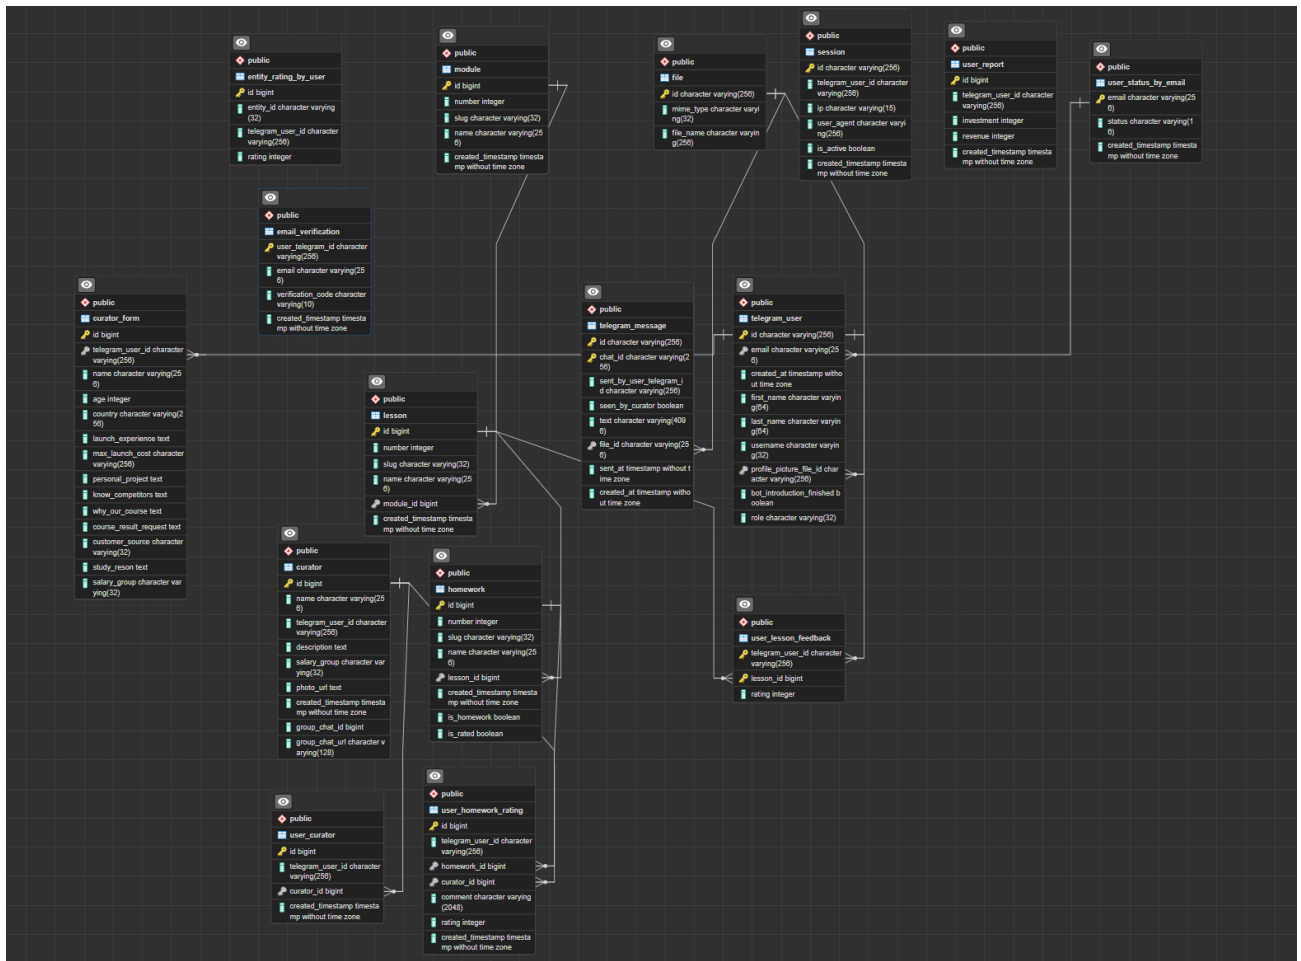 public
entity_rating_by_user
id bigint
entity_id character varying
(32)
telegram_user_id character
varying(256)
rating integer
public
module
id bigint
number integer
slug character varying(32)
name character varying(25
6)
created_timestamp timesta
mp without time zone
public
file
id character varying(256)
mime_type character varyi
ng(32)
file_name character varyin
g(256)
public
session
id character varying(256)
telegram_user_id character
varying(256)
ip character varying(15)
user_agent character varyi
ng(256)
is_active boolean
created_timestamp timesta
mp without time zone
public
user_report
id bigint
telegram_user_id character
varying(256)
investment integer
revenue integer
created_timestamp timesta
mp without time zone
public
user_status_by_email
email character varying(25
6)
status character varying(1
6)
created_timestamp timesta
mp without time zone
public
email_verification
user_telegram_id character
varying(256)
email character varying(25
6)
verification_code character
varying(10)
created_timestamp timesta
mp without time zone
public
curator_form
id bigint
telegram_user_id character
varying(256)
name character varying(25
6)
age integer
country character varying(2
56)
launch_experience text
max_launch_cost character
varying(256)
personal_project text
know_competitors text
why_our_course text
course_result_request text
customer_source character
varying(32)
study_reson text
salary_group character var
ying(32)
public
telegram_message
id character varying(256)
chat_id character varying(2
56)
sent_by_user_telegram_i
d character varying(256)
seen_by_curator boolean
text character varying(409
6)
file_id character varying(25
6)
sent_at timestamp without t
ime zone
created_at timestamp witho
ut time zone
public
telegram_user
id character varying(256)
email character varying(25
6)
created_at timestamp witho
ut time zone
first_name character varyin
g(64)
last_name character varyin
g(64)
username character varyin
g(32)
profile_picture_file_id char
acter varying(256)
bot_introduction_finished b
oolean
role character varying(32)
public
lesson
id bigint
number integer
slug character varying(32)
name character varying(25
6)
module_id bigint
created_timestamp timesta
mp without time zone
public
curator
id bigint
name character varying(25
6)
telegram_user_id character
varying(256)
description text
salary_group character var
ying(32)
photo_url text
created_timestamp timesta
mp without time zone
group_chat_id bigint
group_chat_url character v
arying(128)
public
homework
id bigint
number integer
slug character varying(32)
name character varying(25
6)
lesson_id bigint
created_timestamp timesta
mp without time zone
is_homework boolean
is_rated boolean
public
user_lesson_feedback
telegram_user_id character
varying(256)
lesson_id bigint
rating integer
public
user_curator
id bigint
telegram_user_id character
varying(256)
curator_id bigint
created_timestamp timesta
mp without time zone
public
user_homework_rating
id bigint
telegram_user_id character
varying(256)
homework_id bigint
curator_id bigint
comment character varying
(2048)
rating integer
created_timestamp timesta
mp without time zone